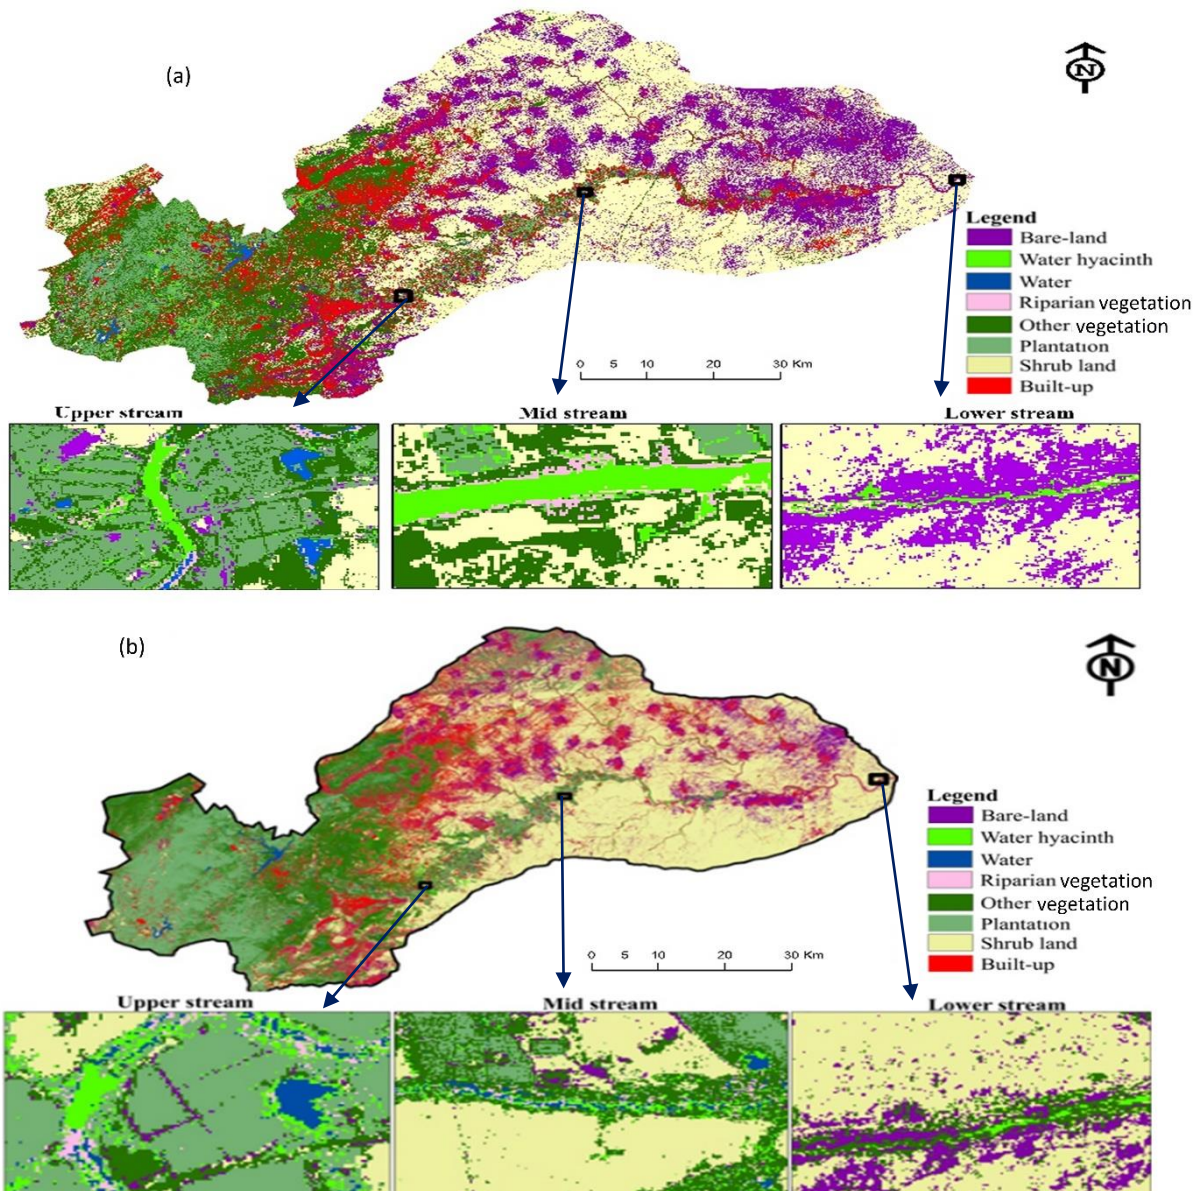 (a)
N
Legend
Bare-land
Water hyacinth
Water
Riparian vegetation
Other vegetation
Plantation
Shrub land
Built-up
0 5 10 20 30 Km
Upper stream
Mid stream
Lower stream
(b)
N
Legend
Bare-land
Water hyacinth
Water
Riparian vegetation
Other vegetation
Plantation
Shrub land
Built-up
0 5 10 20 30 Km
Upper stream
Mid stream
Lower stream